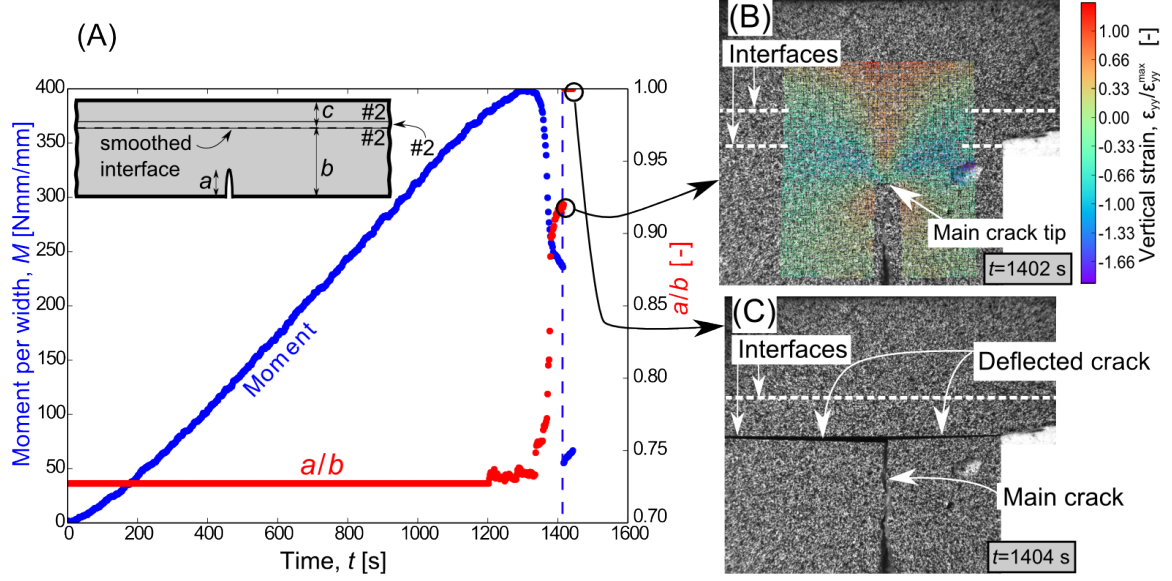 (A)
Moment per width, M [Nmm/mm]
400
350
300
250
200
150
100
50
0
0
200
400
600
800
1000
1200
1400
1600
Time, t [s]
1.00
0.95
0.90
0.85
0.80
0.75
0.70
a/b [-]
c
#2
#2
#2
smoothed
interface
a
b
Moment
a/b
(B)
Interfaces
Main crack tip
t=1402 s
1.00
0.66
0.33
0.00
-0.33
-0.66
-1.00
-1.33
-1.66
Vertical strain, εyy/εyy^max [-]
(C)
Interfaces
Deflected crack
Main crack
t=1404 s